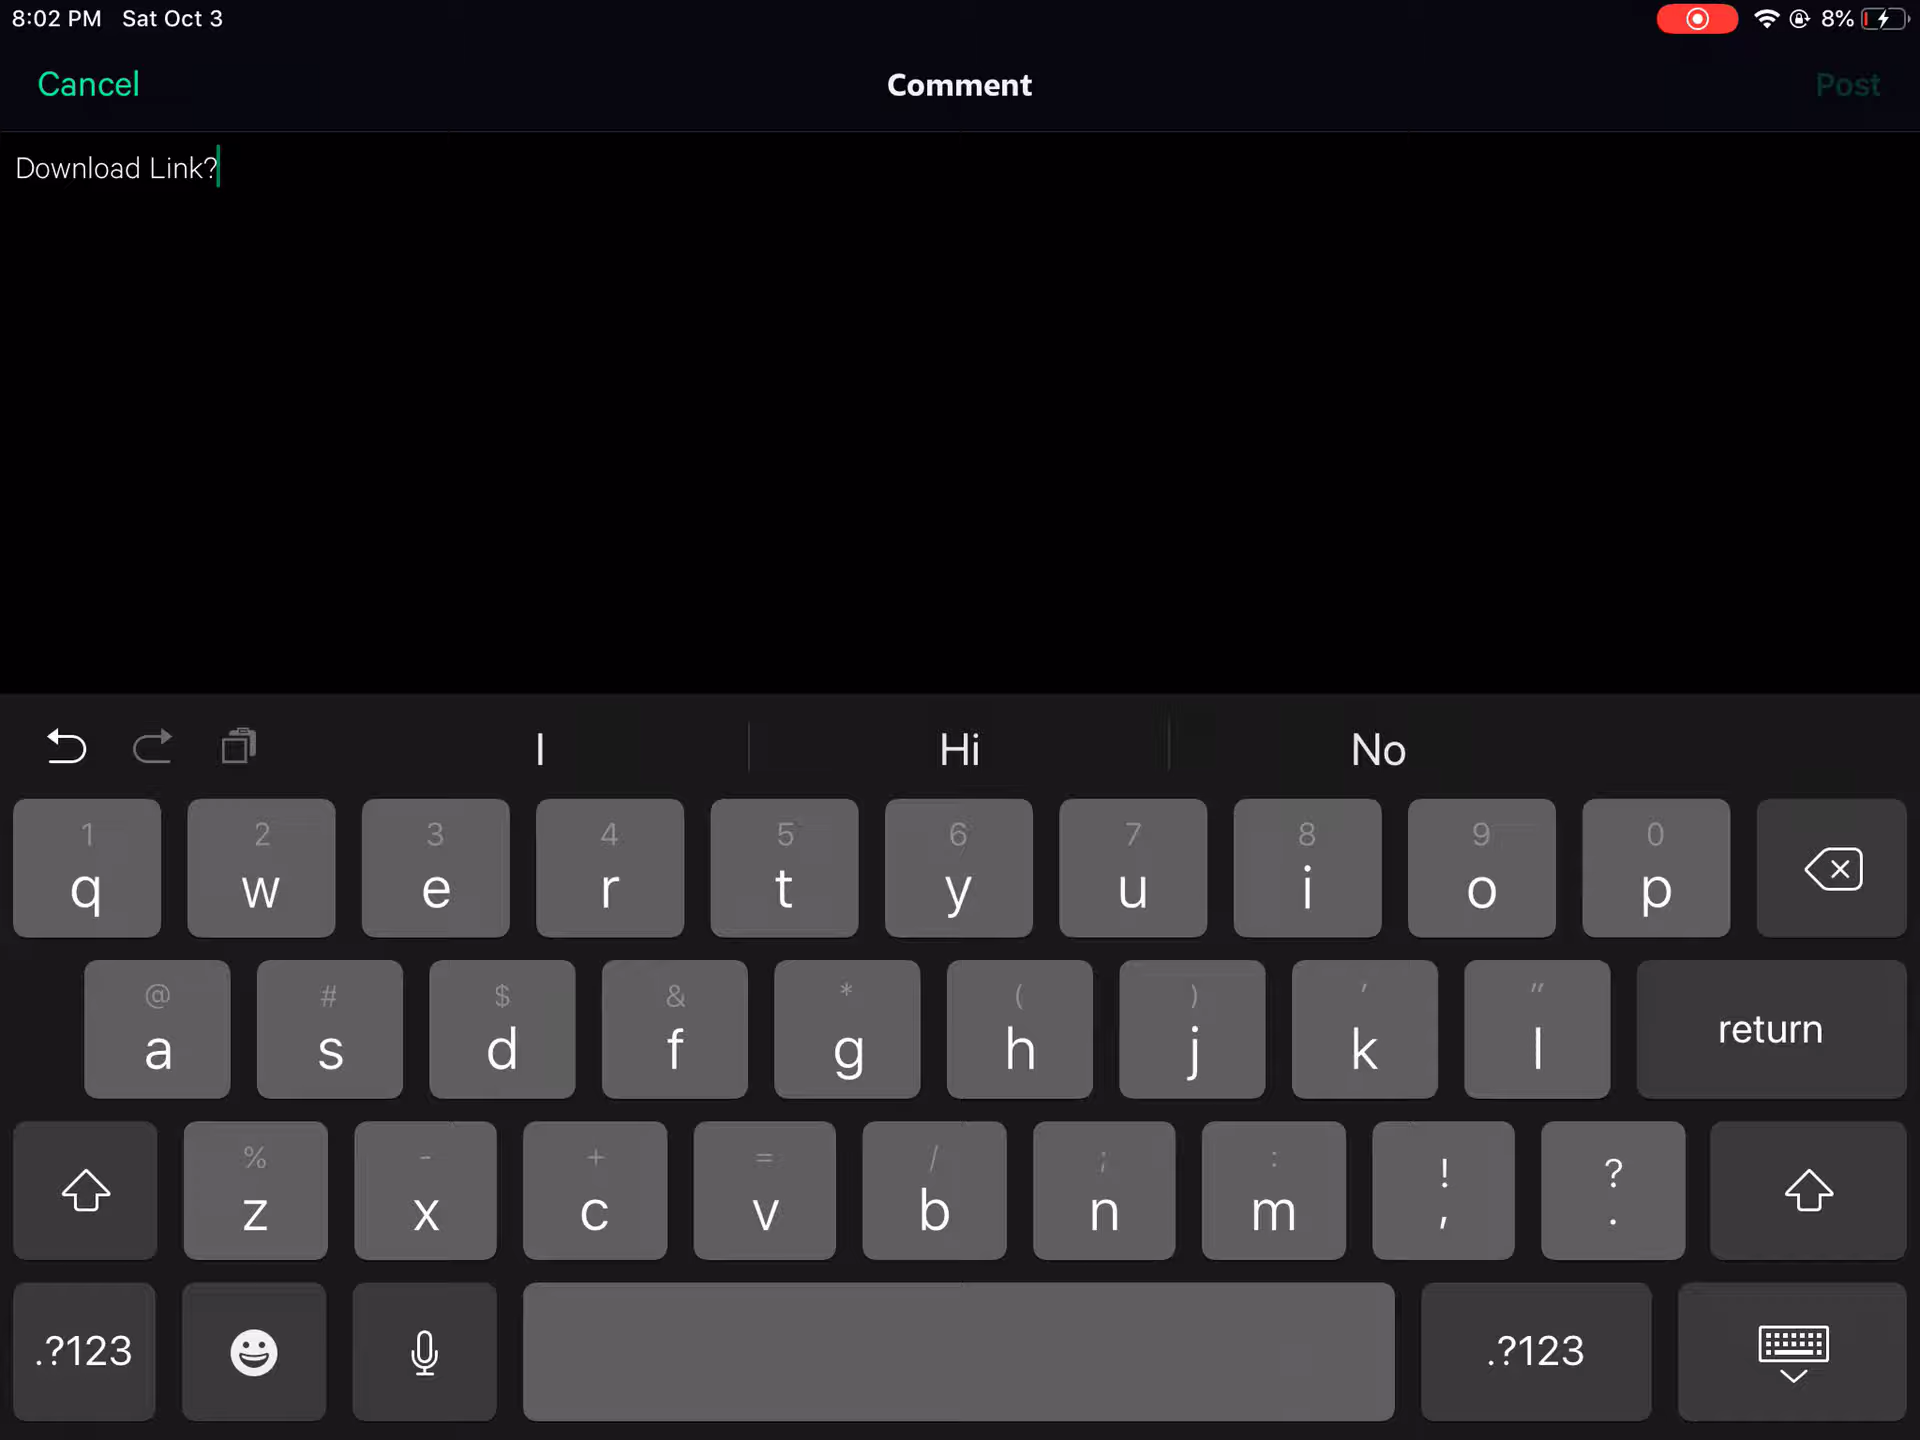 8:02 PM Sat Oct 3 8%
Cancel Comment Post
Download Link?
I Hi No
1 2 3 4 5 6 7 8 9 0
q w e r t y u i o p
@ # $ & * ( ) ' "
a s d f g h j k l return
% - + = / ; : ! ?
z x c v b n m , .
.?123 .?123